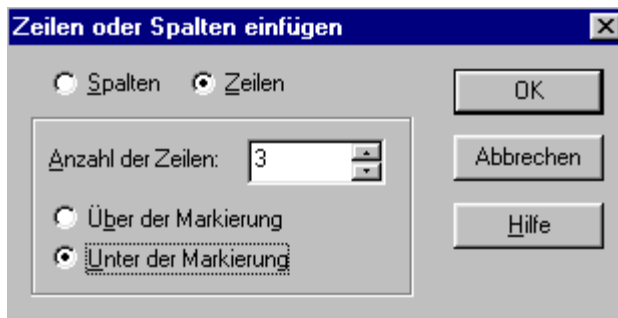 Zeilen oder Spalten einfügen
Spalten Zeilen
OK
Anzahl der Zeilen: 3
Abbrechen
Über der Markierung
Hilfe
Unter der Markierung